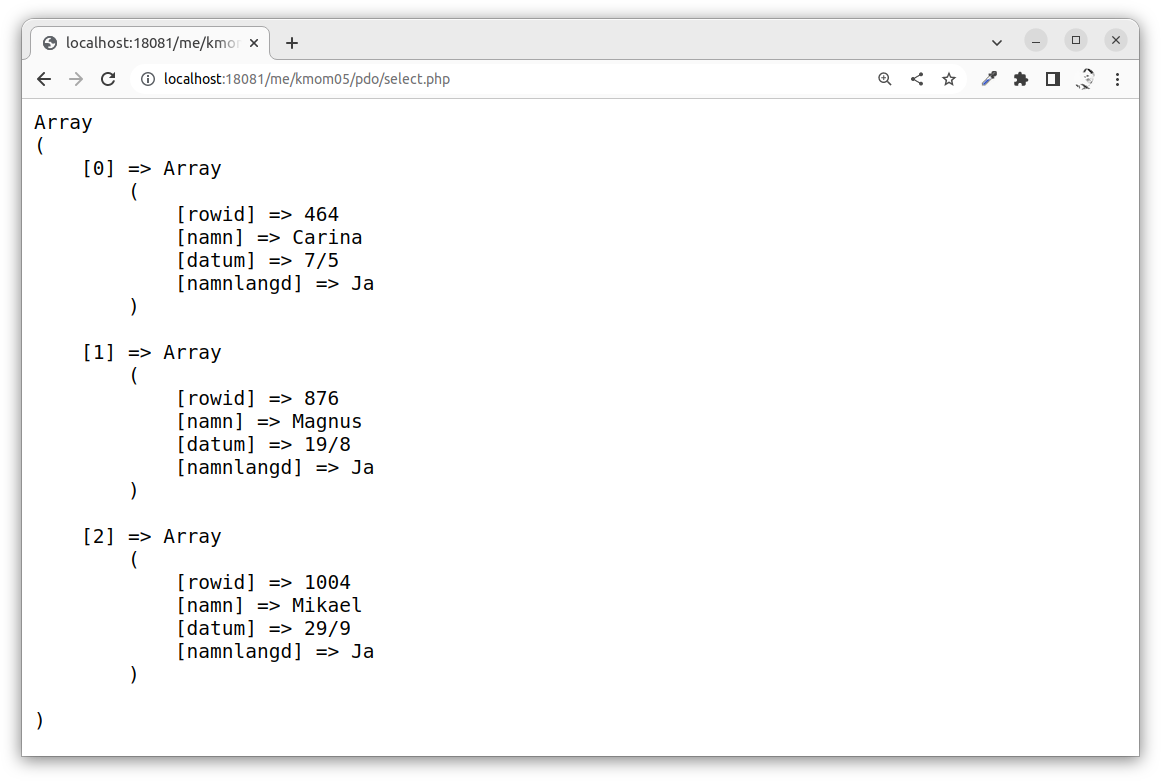 localhost:18081/me/kmo
localhost:18081/me/kmom05/pdo/select.php
Array
(
    [0] => Array
        (
            [rowid] => 464
            [namn] => Carina
            [datum] => 7/5
            [namnlangd] => Ja
        )

    [1] => Array
        (
            [rowid] => 876
            [namn] => Magnus
            [datum] => 19/8
            [namnlangd] => Ja
        )

    [2] => Array
        (
            [rowid] => 1004
            [namn] => Mikael
            [datum] => 29/9
            [namnlangd] => Ja
        )

)